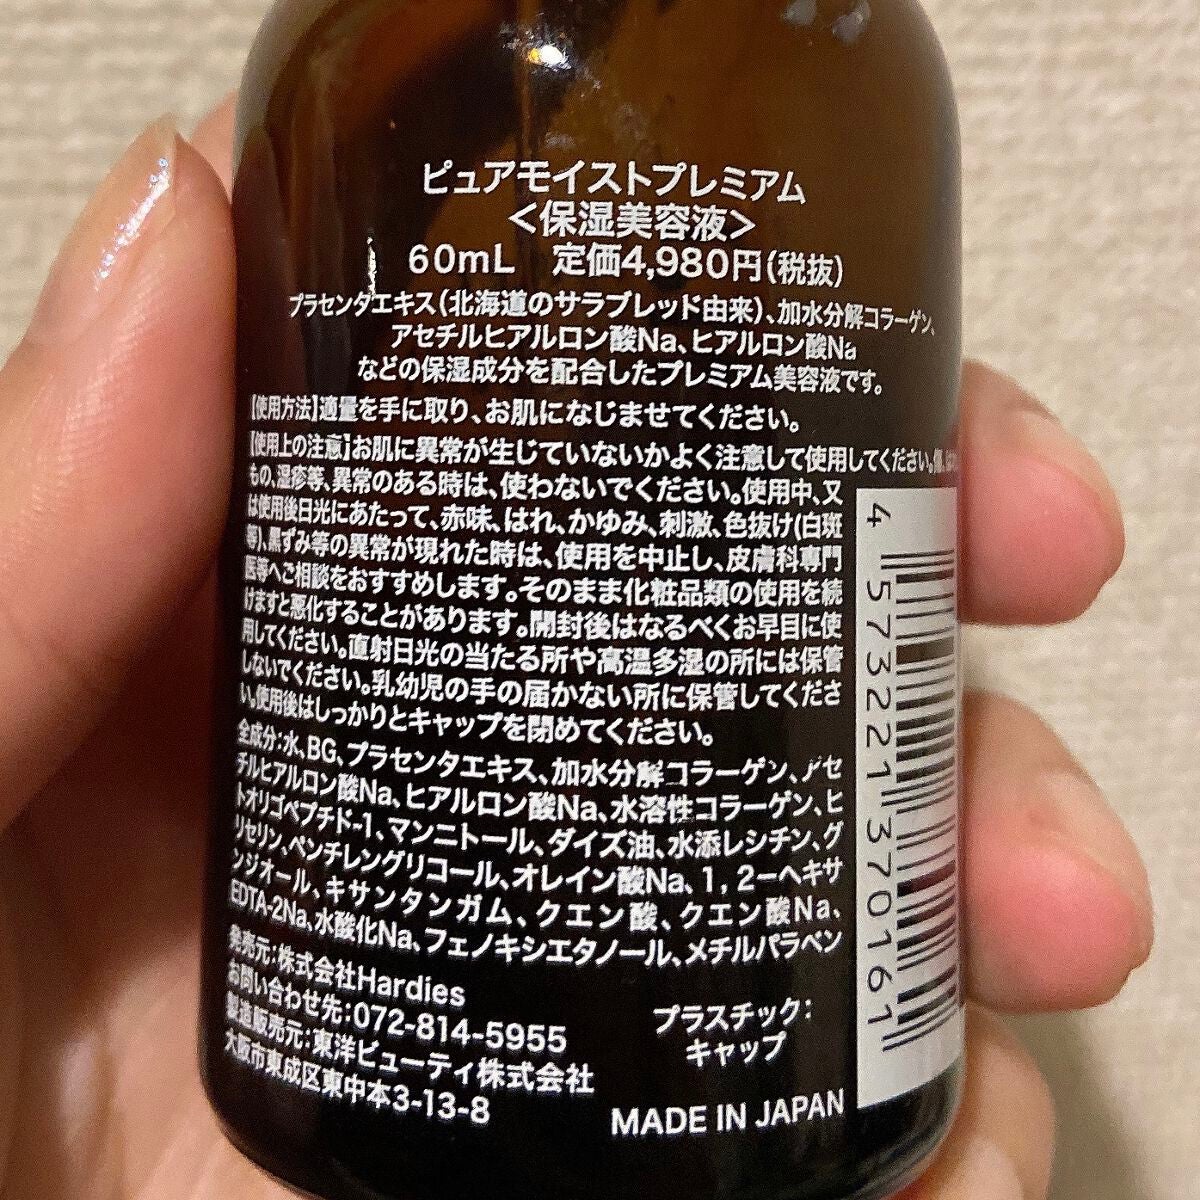 ピュアモイストプレミアム
<保湿美容液>
60mL 定価4,980円(税抜)
プラセンタエキス(北海道のサラブレッド由来)、加水分解コラーゲン、
アセチルヒアルロン酸Na、ヒアルロン酸Na
などの保湿成分を配合したプレミアム美容液です。
【使用方法】適量を手に取り、お肌になじませてください。
【使用上の注意】お肌に異常が生じていないかよく注意して使用してください。
もの、湿疹等、異常のある時は、使わないでください。使用中、又
は使用後日光にあたって、赤味、はれ、かゆみ、刺激、色抜け(白斑
等)、黒ずみ等の異常が現れた時は、使用を中止し、皮膚科専門
医等へご相談をおすすめします。そのまま化粧品類の使用を続
けますと悪化することがあります。開封後はなるべくお早目に使
用してください。直射日光の当たる所や高温多湿の所には保管
しないでください。乳幼児の手の届かない所に保管してくださ
い。使用後はしっかりとキャップを閉めてください。
全成分:水、BG、プラセンタエキス、加水分解コラーゲン、アセ
チルヒアルロン酸Na、ヒアルロン酸Na、水溶性コラーゲン、ヒ
トオリゴペプチド-1、マンニトール、ダイズ油、水添レシチン、グ
リセリン、ペンチレングリコール、オレイン酸Na、1,2-ヘキサ
ンジオール、キサンタンガム、クエン酸、クエン酸Na、
EDTA-2Na、水酸化Na、フェノキシエタノール、メチルパラベン
発売元:株式会社Hardies
お問い合わせ先:072-814-5955
製造販売元:東洋ビューティ株式会社
大阪市東成区東中本3-13-8
プラスチック:
キャップ
MADE IN JAPAN
4573221370161